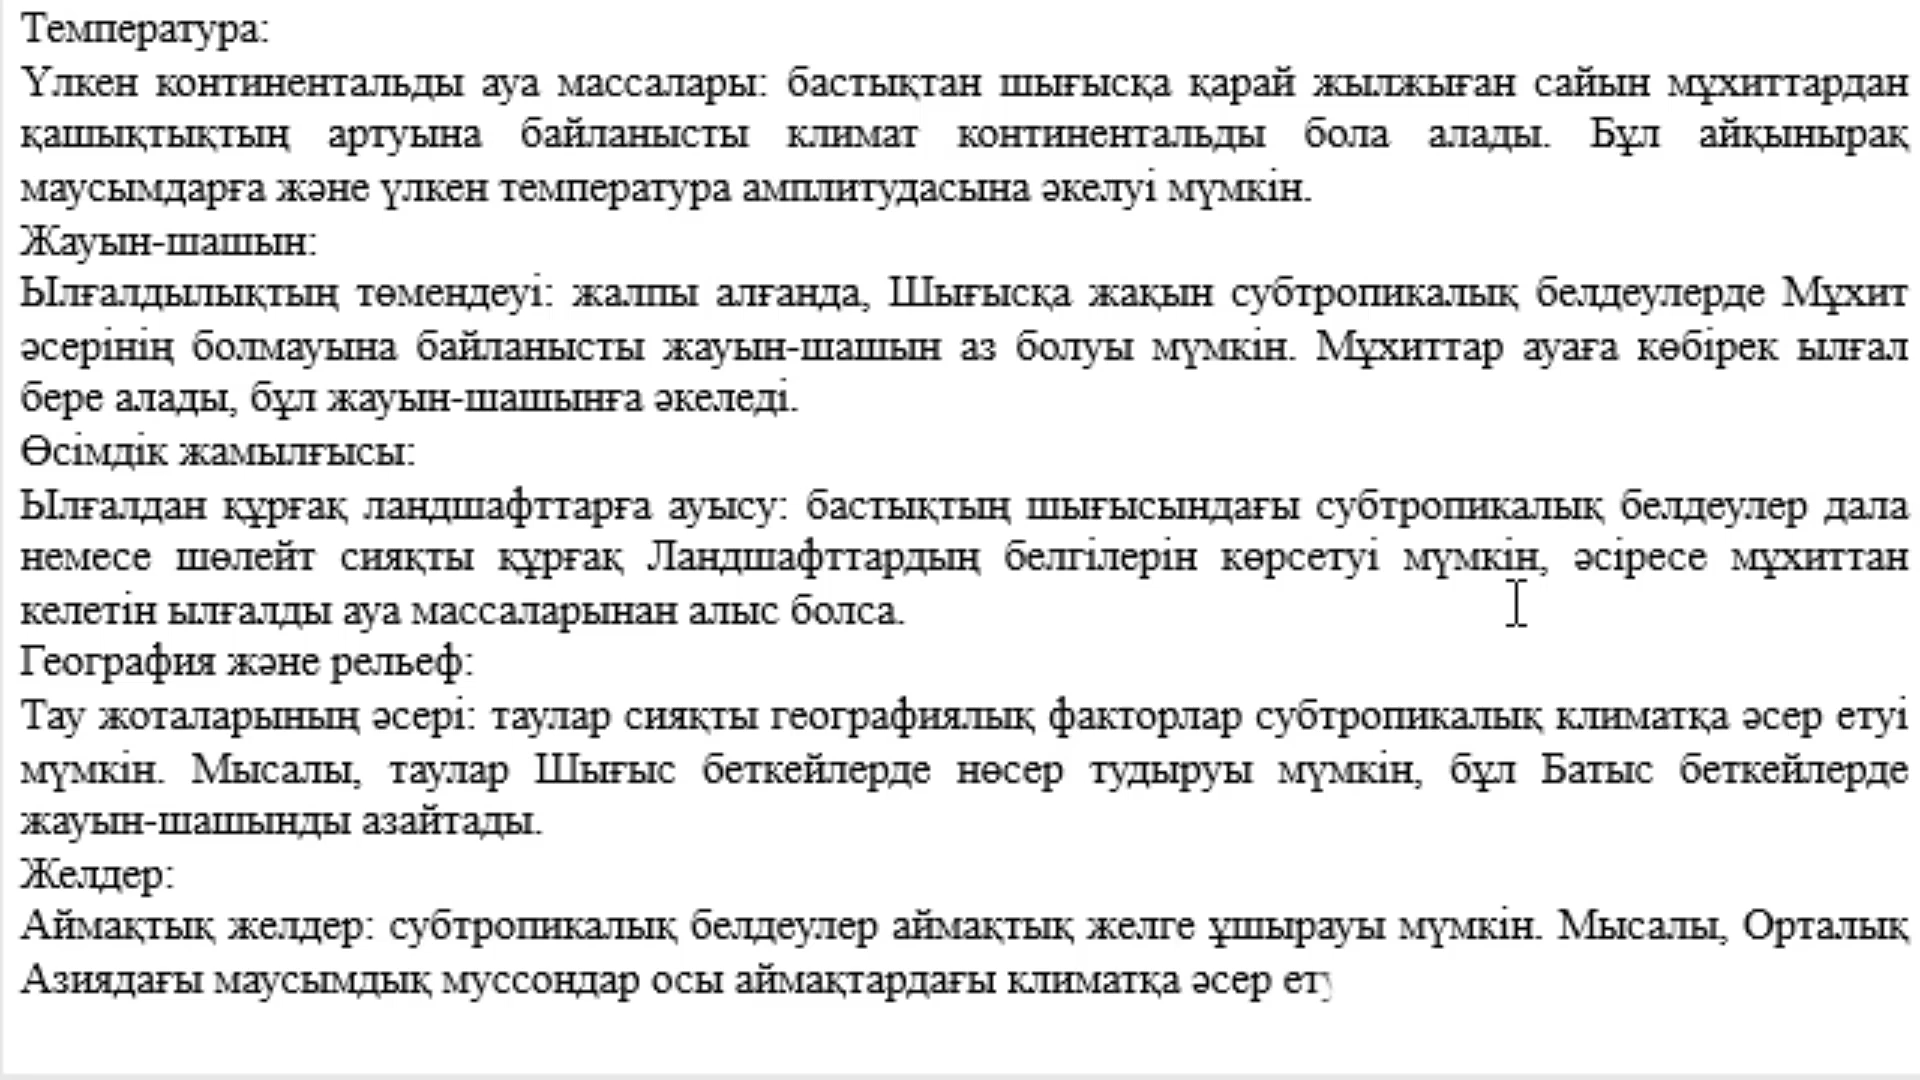 Температура:
Үлкен континентальды ауа массалары: бастықтан шығысқа қарай жылжыған сайын мұхиттардан
қашықтықтың артуына байланысты климат континентальды бола алады. Бұл айқынырақ
маусымдарға және үлкен температура амплитудасына әкелуі мүмкін.
Жауын-шашын:
Ылғалдылықтың төмендеуі: жалпы алғанда, Шығысқа жақын субтропикалық белдеулерде Мұхит
әсерінің болмауына байланысты жауын-шашын аз болуы мүмкін. Мұхиттар ауаға көбірек ылғал
бере алады, бұл жауын-шашынға әкеледі.
Өсімдік жамылғысы:
Ылғалдан құрғақ ландшафттарға ауысу: бастықтың шығысындағы субтропикалық белдеулер дала
немесе шөлейт сияқты құрғақ Ландшафттардың белгілерін көрсетуі мүмкін, әсіресе мұхиттан
келетін ылғалды ауа массаларынан алыс болса.
География және рельеф:
Тау жоталарының әсері: таулар сияқты географиялық факторлар субтропикалық климатқа әсер етуі
мүмкін. Мысалы, таулар Шығыс беткейлерде нөсер тудыруы мүмкін, бұл Батыс беткейлерде
жауын-шашынды азайтады.
Желдер:
Аймақтық желдер: субтропикалық белдеулер аймақтық желге ұшырауы мүмкін. Мысалы, Орталық
Азиядағы маусымдық муссондар осы аймақтардағы климатқа әсер